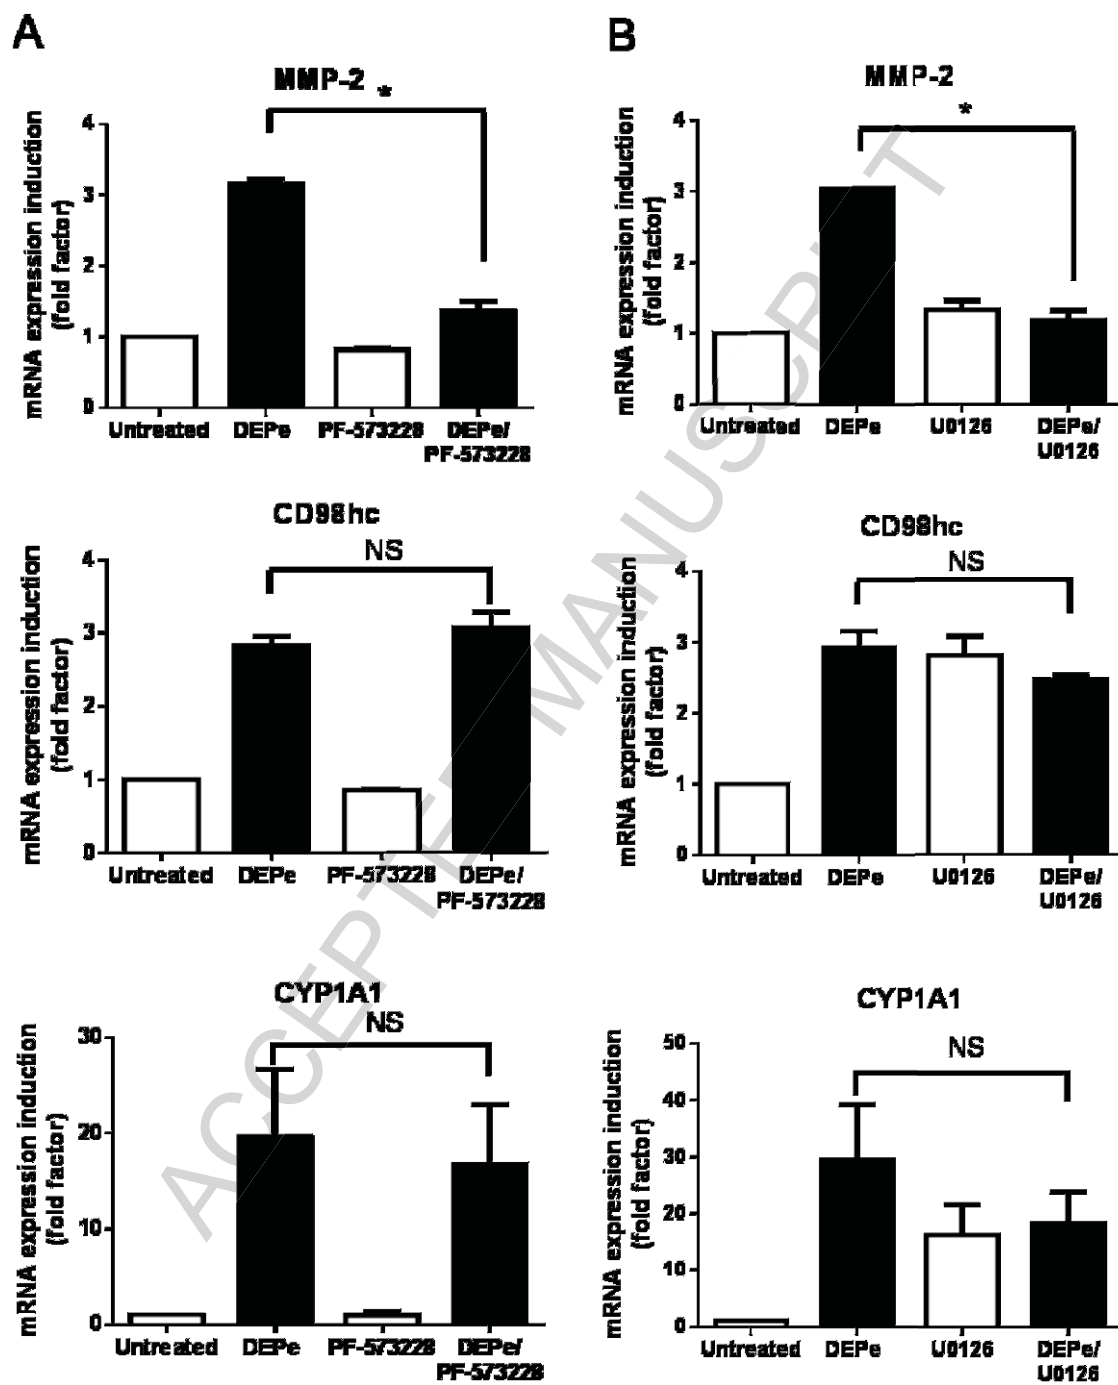 A
MMP-2
*
mRNA expression induction
(fold factor)
4
3
2
1
0
Untreated
DEPe
PF-573228
DEPe/
PF-573228
CD98hc
NS
mRNA expression induction
(fold factor)
4
3
2
1
0
Untreated
DEPe
PF-573228
DEPe/
PF-573228
CYP1A1
NS
mRNA expression induction
(fold factor)
30
20
10
0
Untreated
DEPe
PF-573228
DEPe/
PF-573228
B
MMP-2
*
mRNA expression induction
(fold factor)
4
3
2
1
0
Untreated
DEPe
U0126
DEPe/
U0126
CD98hc
NS
mRNA expression induction
(fold factor)
4
3
2
1
0
Untreated
DEPe
U0126
DEPe/
U0126
CYP1A1
NS
mRNA expression induction
(fold factor)
50
40
30
20
10
0
Untreated
DEPe
U0126
DEPe/
U0126
ACCEPTED MANUSCRIPT